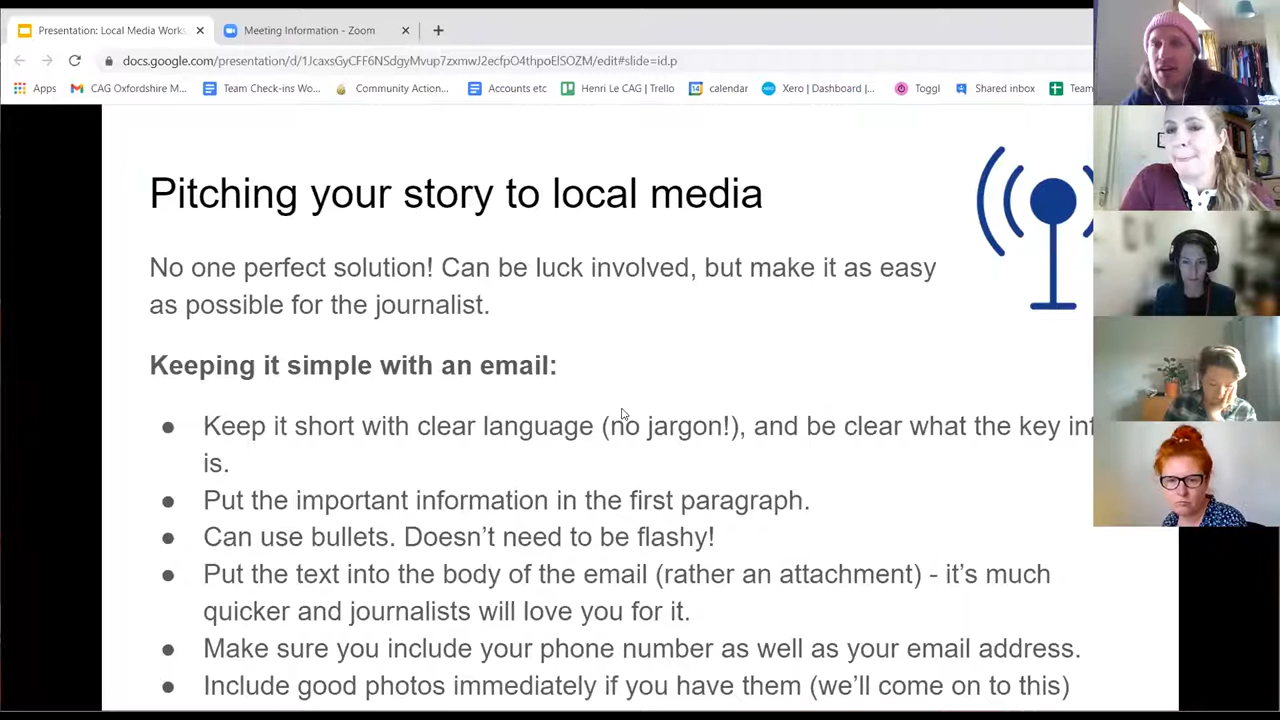 Presentation: Local Media Works
Meeting Information - Zoom
docs.google.com/presentation/d/1JcaxsGyCFF6NSdgyMvup7zxmwJ2ecfpO4thpoElSOZM/edit#slide=id.p
Apps CAG Oxfordshire M... Team Check-ins Wo... Community Action... Accounts etc Henri Le CAG | Trello 14 calendar Xero | Dashboard |... Toggl Shared inbox Team
Pitching your story to local media
No one perfect solution! Can be luck involved, but make it as easy
as possible for the journalist.
Keeping it simple with an email:
● Keep it short with clear language (no jargon!), and be clear what the key inf
is.
● Put the important information in the first paragraph.
● Can use bullets. Doesn't need to be flashy!
● Put the text into the body of the email (rather an attachment) - it's much
quicker and journalists will love you for it.
● Make sure you include your phone number as well as your email address.
● Include good photos immediately if you have them (we'll come on to this)